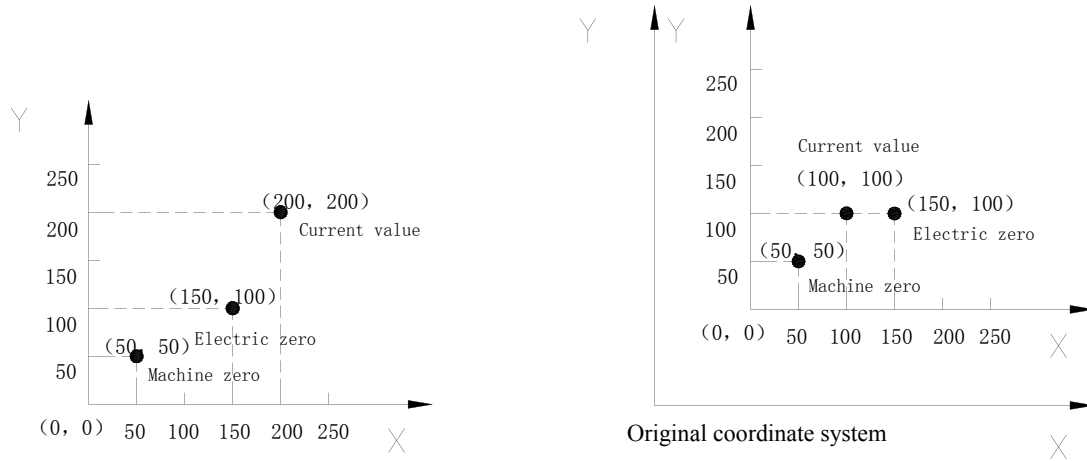 Y
250
200
150
100
50
(200, 200)
Current value
(150, 100)
Electric zero
(50, 50)
Machine zero
(0, 0) 50 100 150 200 250
X
Y
Y
250
200
150
100
50
Current value
(100, 100)
(150, 100)
Electric zero
(50, 50)
Machine zero
(0, 0) 50 100 150 200 250
X
Original coordinate system
X